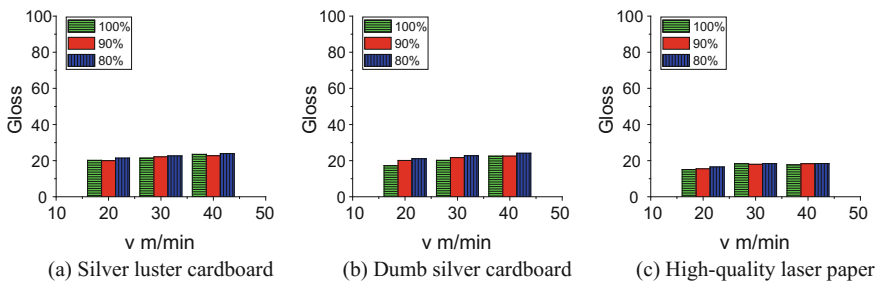 100
80
60
40
20
0
Gloss
100%
90%
80%
10 20 30 40 50
v m/min
(a) Silver luster cardboard
100
80
60
40
20
0
Gloss
100%
90%
80%
10 20 30 40 50
v m/min
(b) Dumb silver cardboard
100
80
60
40
20
0
Gloss
100%
90%
80%
10 20 30 40 50
v m/min
(c) High-quality laser paper